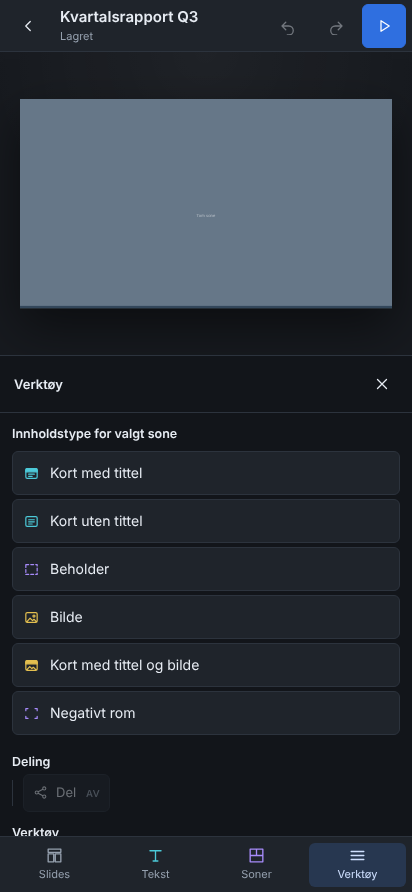 Kvartalsrapport Q3
Lagret
Verktøy
Innholdstype for valgt sone
Kort med tittel
Kort uten tittel
Beholder
Bilde
Kort med tittel og bilde
Negativt rom
Deling
Del AV
Verktøy
Slides
Tekst
Soner
Verktøy